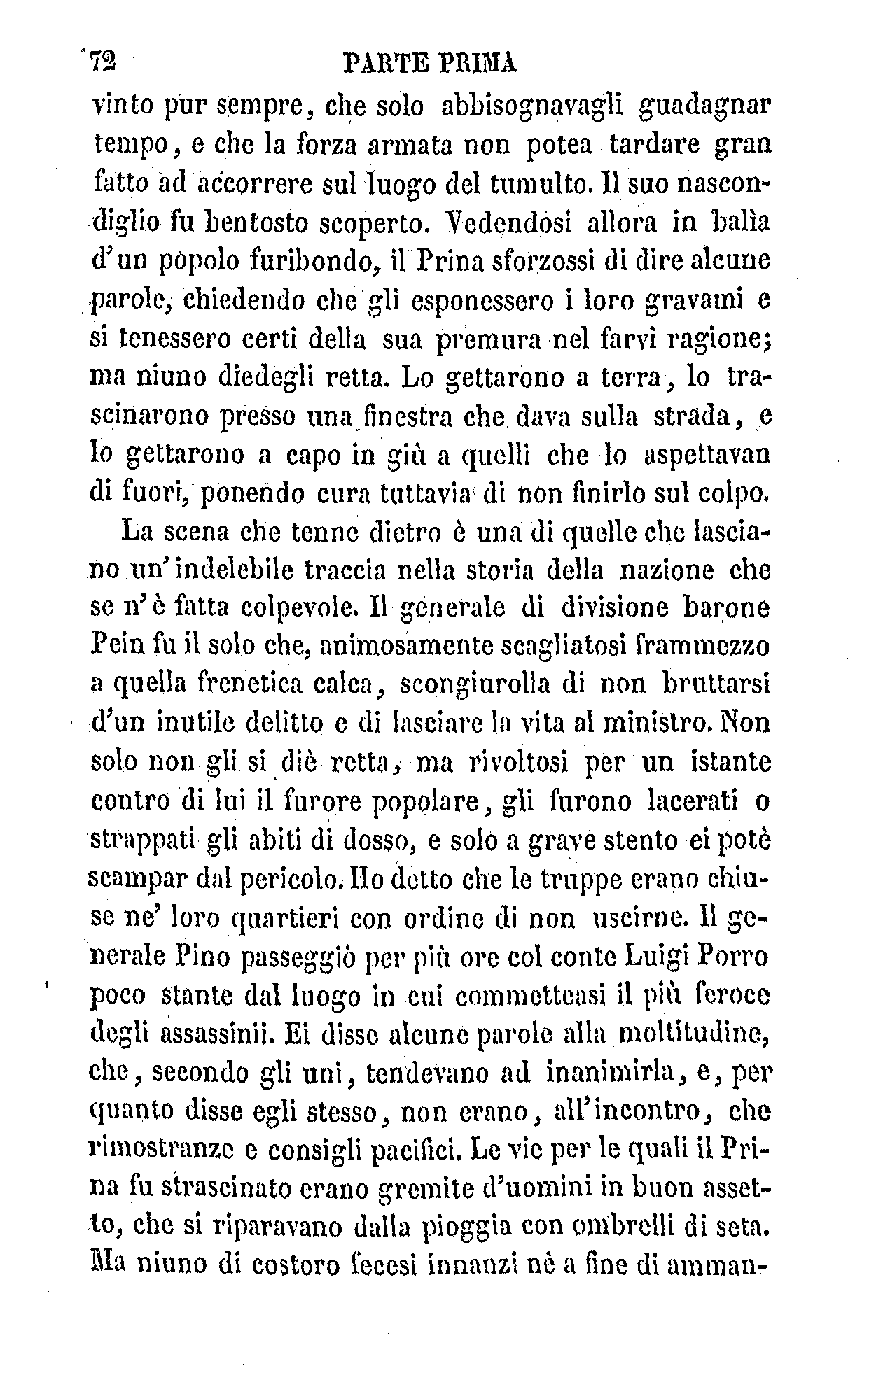 72 PARTE PRIMA
vinto pur sempre, che solo abbisognavagli guadagnar
tempo, e che la forza armata non potea tardare gran
fatto ad accorrere sul luogo del tumulto. Il suo nascon-
diglio fu bentosto scoperto. Vedendosi allora in balìa
d'un popolo furibondo, il Prina sforzossi di dire alcune
parole, chiedendo che gli esponessero i loro gravami e
si tenessero certi della sua premura nel farvi ragione;
ma niuno diedegli retta. Lo gettarono a terra, lo tra-
scinarono presso una finestra che dava sulla strada, e
lo gettarono a capo in giù a quelli che lo aspettavan
di fuori, ponendo cura tuttavia di non finirlo sul colpo.
La scena che tenne dietro è una di quelle che lascia-
no un'indelebile traccia nella storia della nazione che
se n'è fatta colpevole. Il generale di divisione barone
Pein fu il solo che, animosamente scagliatosi frammezzo
a quella frenetica calca, scongiurolla di non bruttarsi
d'un inutile delitto e di lasciare la vita al ministro. Non
solo non gli si diè retta, ma rivoltosi per un istante
contro di lui il furore popolare, gli furono lacerati o
strappati gli abiti di dosso, e solo a grave stento ei potè
scampar dal pericolo. Ho detto che le truppe erano chiu-
se ne' loro quartieri con ordine di non uscirne. Il ge-
nerale Pino passeggiò per più ore col conte Luigi Porro
poco stante dal luogo in cui commetteasi il più feroce
degli assassinii. Ei disse alcune parole alla moltitudine,
che, secondo gli uni, tendevano ad inanimirla, e, per
quanto disse egli stesso, non erano, all'incontro, che
rimostranze e consigli pacifici. Le vie per le quali il Pri-
na fu strascinato erano gremite d'uomini in buon asset-
to, che si riparavano dalla pioggia con ombrelli di seta.
Ma niuno di costoro fecesi innanzi nè a fine di amman-